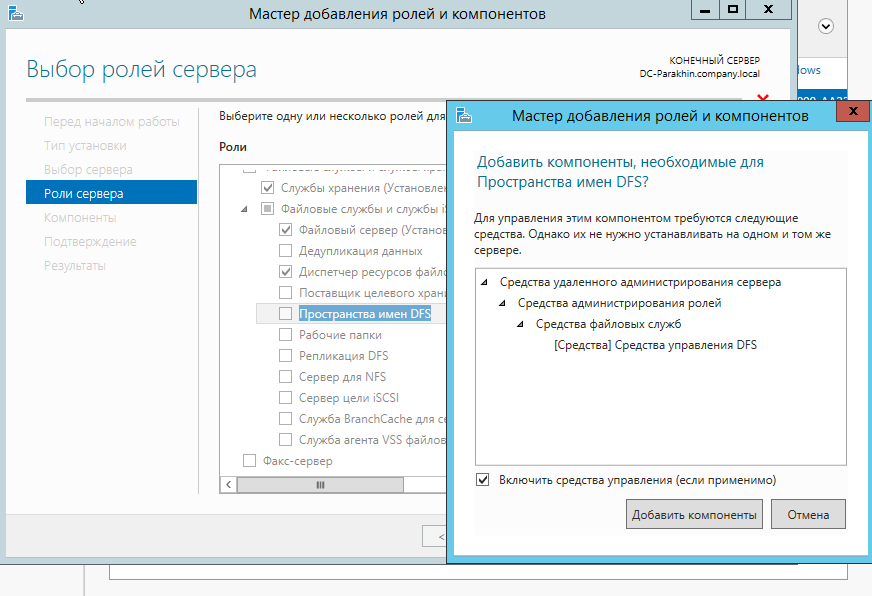 Мастер добавления ролей и компонентов
Выбор ролей сервера
КОНЕЧНЫЙ СЕРВЕР
DC-Parakhin.company.local
Перед началом работы
Тип установки
Выбор сервера
Роли сервера
Компоненты
Подтверждение
Результаты
Выберите одну или несколько ролей для
Роли
Службы хранения (Установлен
Файловые службы и службы iS
Файловый сервер (Установ
Дедупликация данных
Диспетчер ресурсов файло
Поставщик целевого храни
Пространства имен DFS
Рабочие папки
Репликация DFS
Сервер для NFS
Сервер цели iSCSI
Служба BranchCache для се
Служба агента VSS файлов
Факс-сервер
<
lows
Мастер добавления ролей и компонентов
Добавить компоненты, необходимые для
Пространства имен DFS?
Для управления этим компонентом требуются следующие
средства. Однако их не нужно устанавливать на одном и том же
сервере.
Средства удаленного администрирования сервера
Средства администрирования ролей
Средства файловых служб
[Средства] Средства управления DFS
Включить средства управления (если применимо)
Добавить компоненты
Отмена